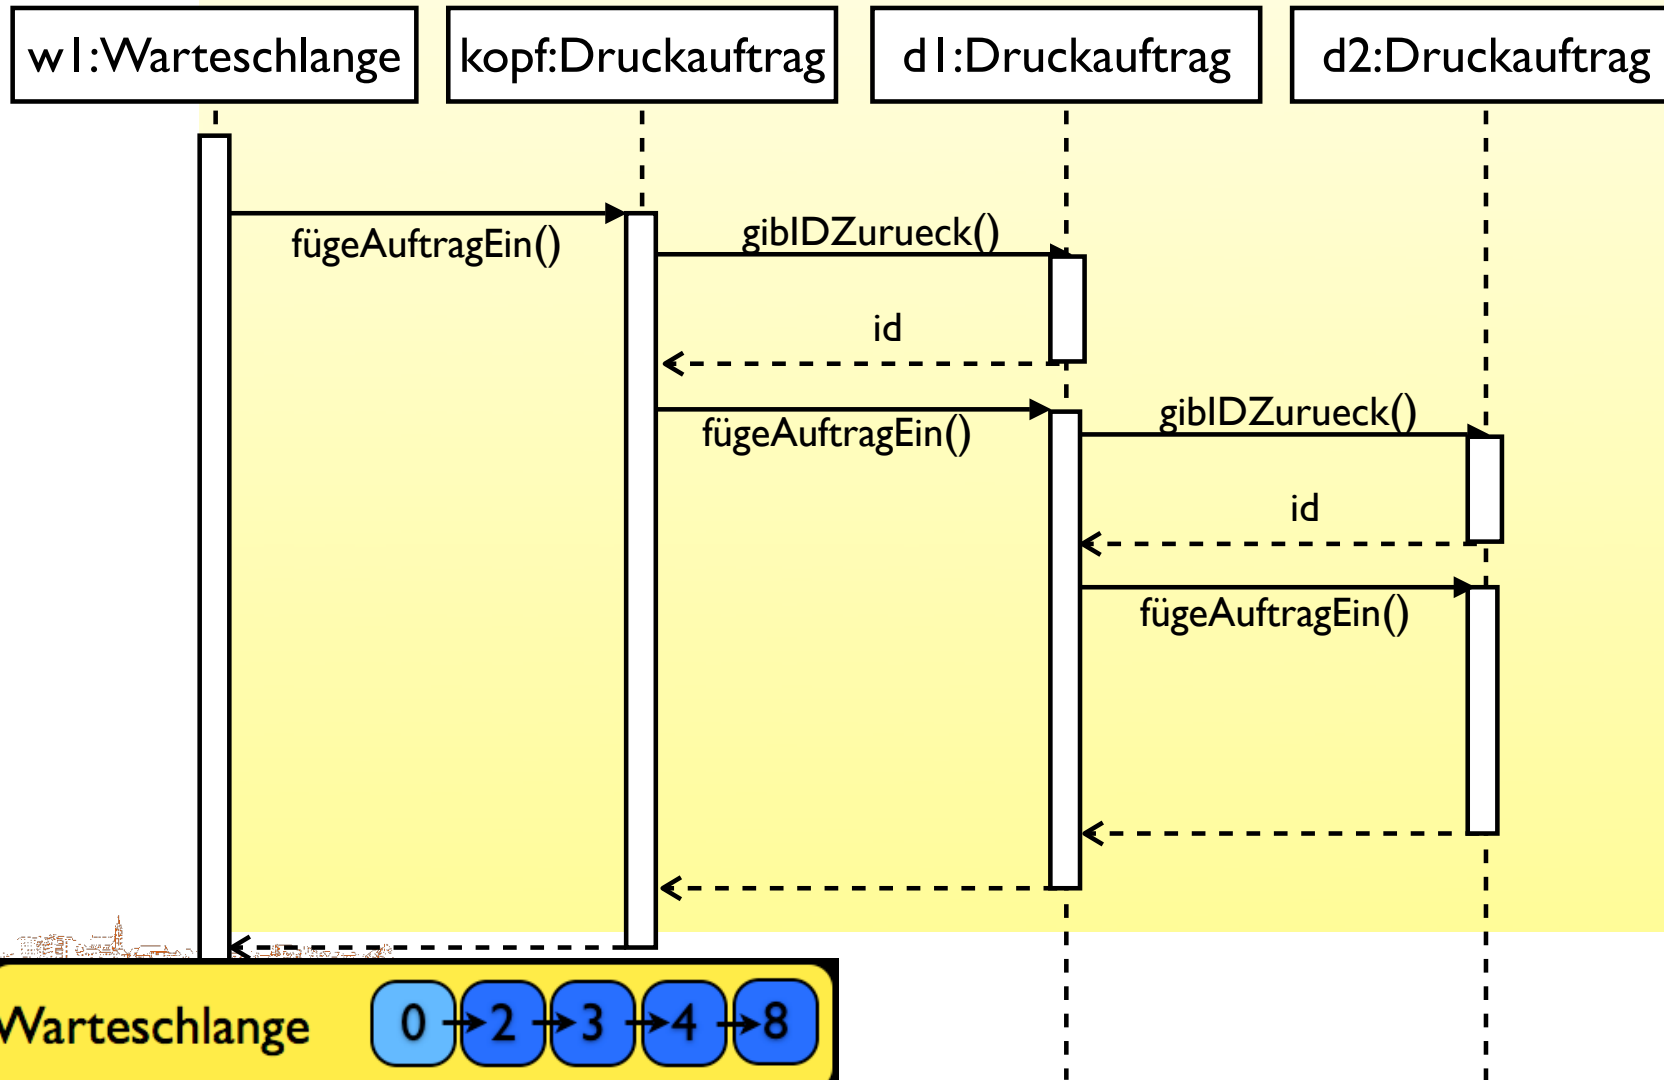 w1:Warteschlange
kopf:Druckauftrag
d1:Druckauftrag
d2:Druckauftrag
fügeAuftragEin()
gibIDZurueck()
id
fügeAuftragEin()
gibIDZurueck()
id
fügeAuftragEin()
Warteschlange
0 2 3 4 8